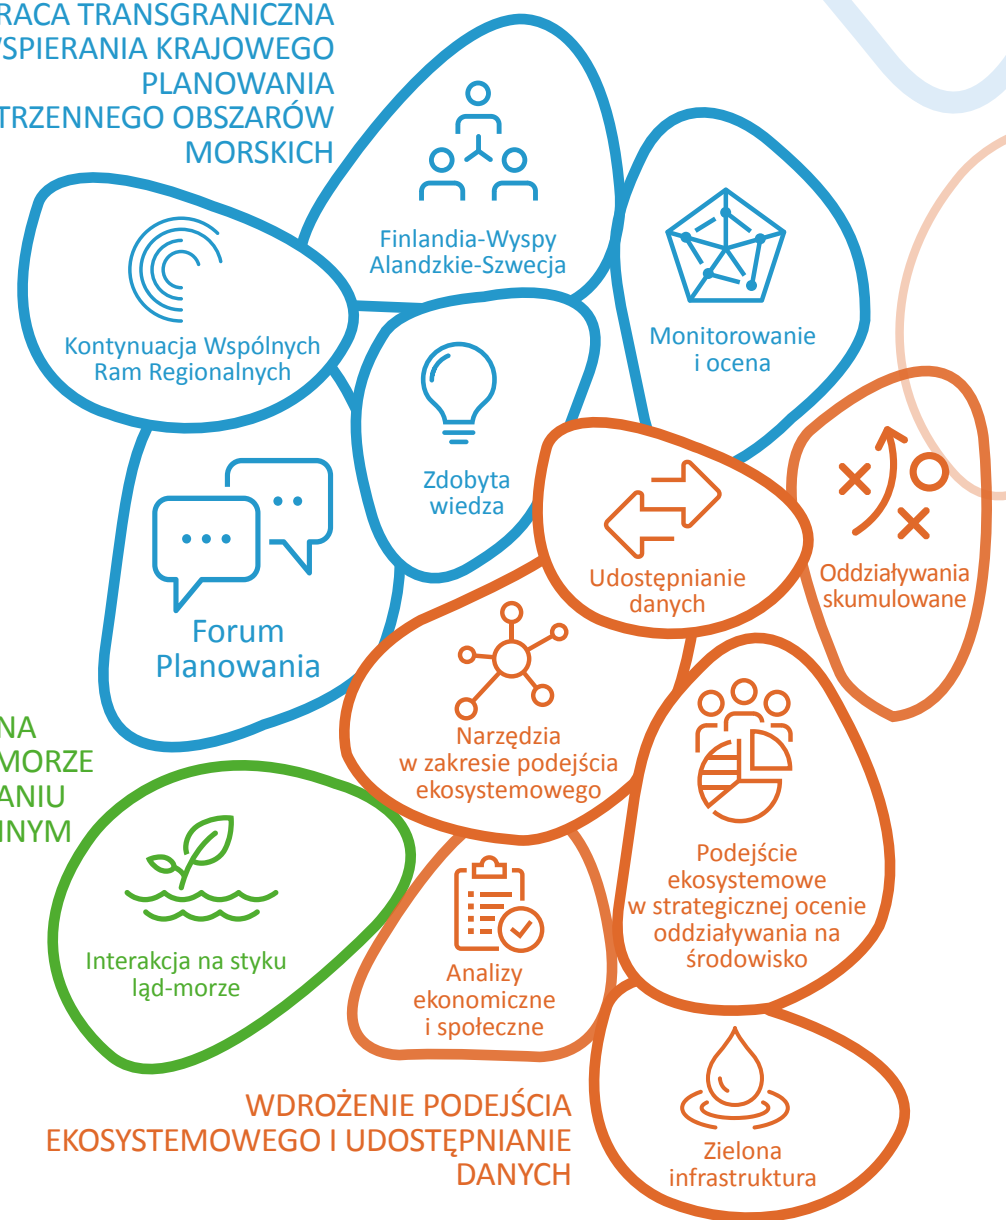 RACA TRANSGRANICZNA
WSPIERANIA KRAJOWEGO
PLANOWANIA
TRZENNEGO OBSZARÓW
MORSKICH
Finlandia-Wyspy
Alandzkie-Szwecja
Monitorowanie
i ocena
Kontynuacja Wspólnych
Ram Regionalnych
Zdobyta
wiedza
Udostępnianie
danych
Oddziaływania
skumulowane
Forum
Planowania
Narzędzia
w zakresie podejścia
ekosystemowego
NA
MORZE
ANIU
NNYM
Podejście
ekosystemowe
w strategicznej ocenie
oddziaływania na
środowisko
Interakcja na styku
ląd-morze
Analizy
ekonomiczne
i społeczne
WDROŻENIE PODEJŚCIA
EKOSYSTEMOWEGO I UDOSTĘPNIANIE
DANYCH
Zielona
infrastruktura